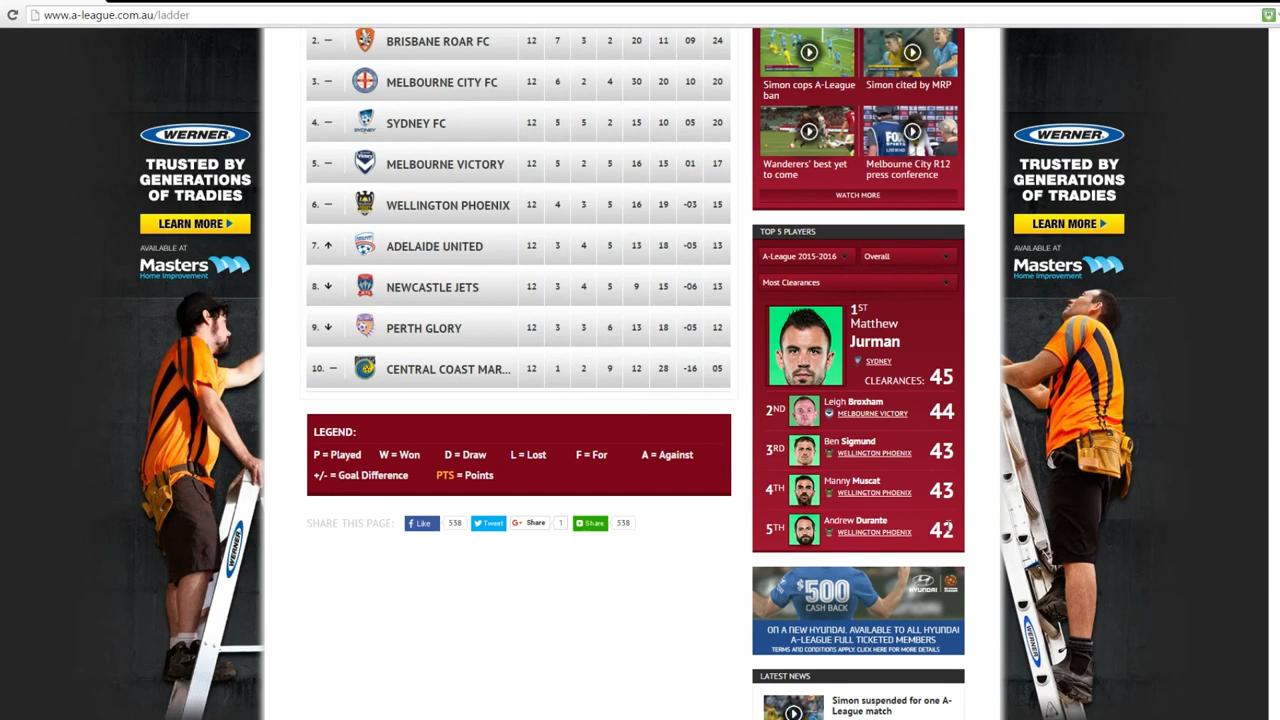 www.a-league.com.au/ladder
2. — BRISBANE ROAR FC 12 7 3 2 20 11 09 24
3. — MELBOURNE CITY FC 12 6 2 4 30 20 10 20
4. — SYDNEY FC 12 5 5 2 15 10 05 20
5. — MELBOURNE VICTORY 12 5 2 5 16 15 01 17
6. — WELLINGTON PHOENIX 12 4 3 5 16 19 -03 15
7. ADELAIDE UNITED 12 3 4 5 13 18 -05 13
8. NEWCASTLE JETS 12 3 4 5 9 15 -06 13
9. PERTH GLORY 12 3 3 6 13 18 -05 12
10. — CENTRAL COAST MAR... 12 1 2 9 12 28 -16 05
LEGEND:
P = Played W = Won D = Draw L = Lost F = For A = Against
+/- = Goal Difference PTS = Points
SHARE THIS PAGE: Like 538 Tweet G+ Share 1 Share 538
WERNER
TRUSTED BY
GENERATIONS
OF TRADIES
LEARN MORE
AVAILABLE AT
Masters
Home Improvement
WERNER
Simon cops A-League
ban
Simon cited by MRP
Wanderers' best yet
to come
Melbourne City R12
press conference
WATCH MORE
TOP 5 PLAYERS
A-League 2015-2016 Overall
Most Clearances
1ST
Matthew
Jurman
SYDNEY
CLEARANCES: 45
2ND Leigh Broxham
MELBOURNE VICTORY 44
3RD Ben Sigmund
WELLINGTON PHOENIX 43
4TH Manny Muscat
WELLINGTON PHOENIX 43
5TH Andrew Durante
WELLINGTON PHOENIX 42
$500
CASH BACK
HYUNDAI
ON A NEW HYUNDAI. AVAILABLE TO ALL HYUNDAI
A-LEAGUE FULL TICKETED MEMBERS
TERMS AND CONDITIONS APPLY. CLICK HERE FOR MORE DETAILS
LATEST NEWS
Simon suspended for one A-
League match
WERNER
TRUSTED BY
GENERATIONS
OF TRADIES
LEARN MORE
AVAILABLE AT
Masters
Home Improvement
WERNER